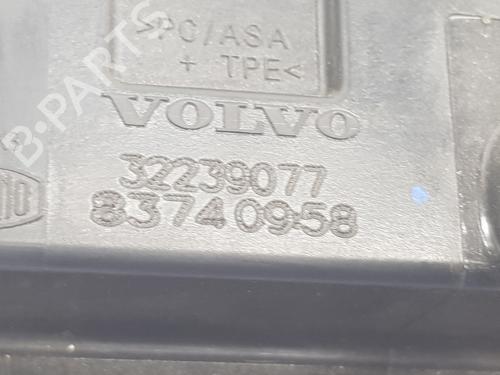 >PC/ASA
+ TPE<
VOLVO
32239077
83740958
B-PARTS